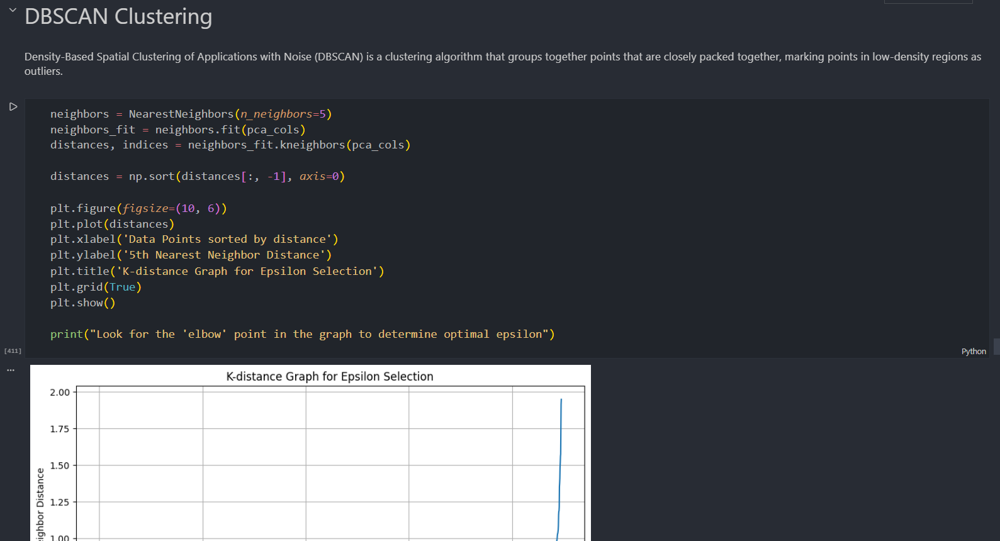 DBSCAN Clustering
Density-Based Spatial Clustering of Applications with Noise (DBSCAN) is a clustering algorithm that groups together points that are closely packed together, marking points in low-density regions as
outliers.
neighbors = NearestNeighbors(n_neighbors=5)
neighbors_fit = neighbors.fit(pca_cols)
distances, indices = neighbors_fit.kneighbors(pca_cols)
distances = np.sort(distances[:, -1], axis=0)
plt.figure(figsize=(10, 6))
plt.plot(distances)
plt.xlabel('Data Points sorted by distance')
plt.ylabel('5th Nearest Neighbor Distance')
plt.title('K-distance Graph for Epsilon Selection')
plt.grid(True)
plt.show()
print("Look for the 'elbow' point in the graph to determine optimal epsilon")
[411]
Python
...
K-distance Graph for Epsilon Selection
2.00
1.75
1.50
1.25
1.00
eighbor Distance